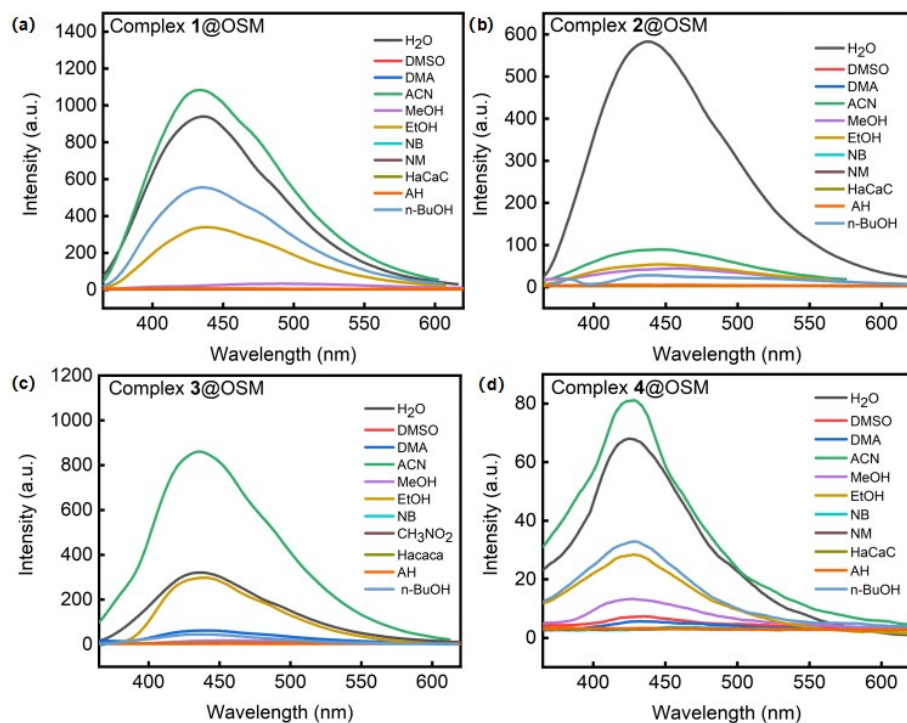 (a)
Complex 1@OSM
1400
1200
1000
800
600
400
200
0
Intensity (a.u.)
H2O
DMSO
DMA
ACN
MeOH
EtOH
NB
NM
HaCaC
AH
n-BuOH
400 450 500 550 600
Wavelength (nm)
(b)
Complex 2@OSM
600
500
400
300
200
100
0
Intensity (a.u.)
H2O
DMSO
DMA
ACN
MeOH
EtOH
NB
NM
HaCaC
AH
n-BuOH
400 450 500 550 600
Wavelength (nm)
(c)
Complex 3@OSM
1200
1000
800
600
400
200
0
Intensity (a.u.)
H2O
DMSO
DMA
ACN
MeOH
EtOH
NB
CH3NO2
Hacaca
AH
n-BuOH
400 450 500 550 600
Wavelength (nm)
(d)
Complex 4@OSM
80
60
40
20
0
Intensity (a.u.)
H2O
DMSO
DMA
ACN
MeOH
EtOH
NB
NM
HaCaC
AH
n-BuOH
400 450 500 550 600
Wavelength (nm)